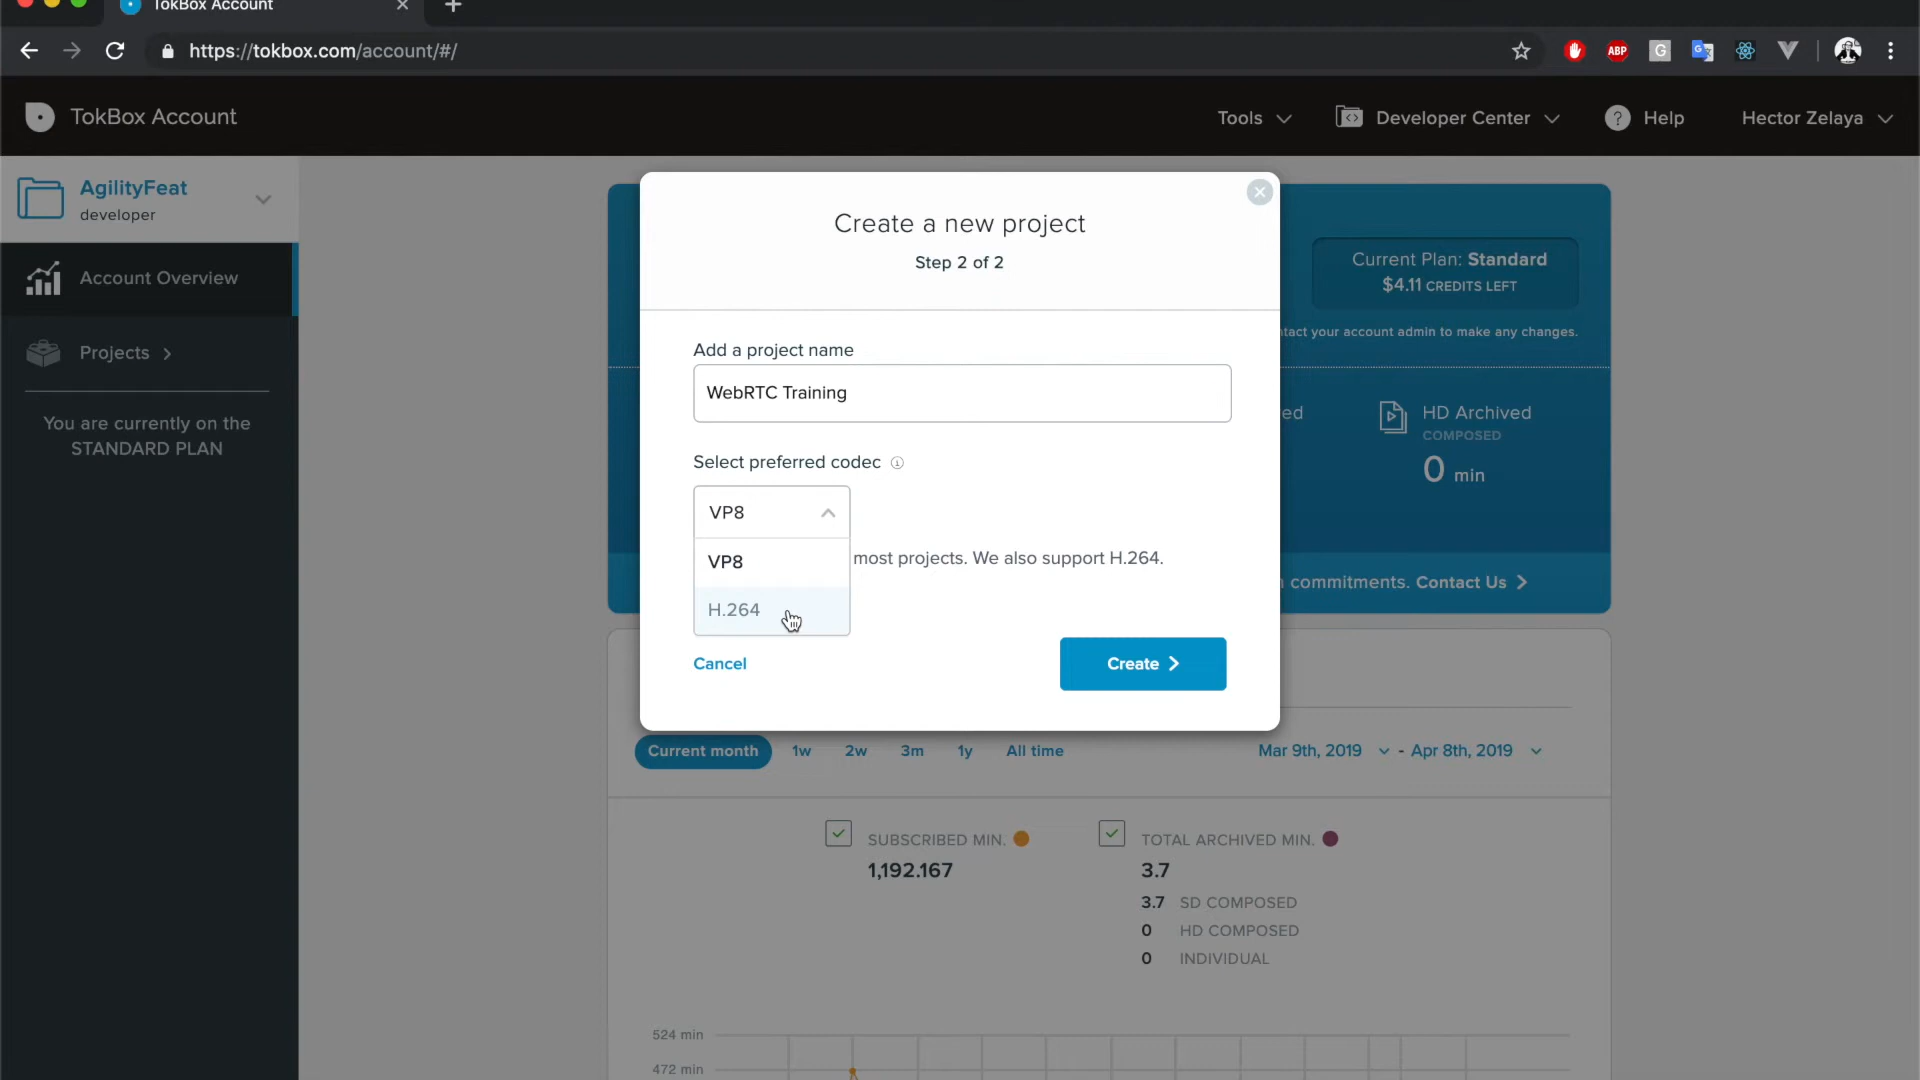 TokBox Account
https://tokbox.com/account/#/
ABP
G
G
TokBox Account
Tools
Developer Center
? Help
Hector Zelaya
AgilityFeat
developer
Account Overview
Projects
You are currently on the
STANDARD PLAN
Create a new project
Step 2 of 2
Add a project name
WebRTC Training
Select preferred codec
VP8
VP8
most projects. We also support H.264.
H.264
Cancel
Create
Current Plan: Standard
$4.11 CREDITS LEFT
tact your account admin to make any changes.
ed
HD Archived
COMPOSED
0 min
commitments. Contact Us
Current month
1w
2w
3m
1y
All time
Mar 9th, 2019 - Apr 8th, 2019
SUBSCRIBED MIN.
1,192.167
TOTAL ARCHIVED MIN.
3.7
3.7 SD COMPOSED
0 HD COMPOSED
0 INDIVIDUAL
524 min
472 min